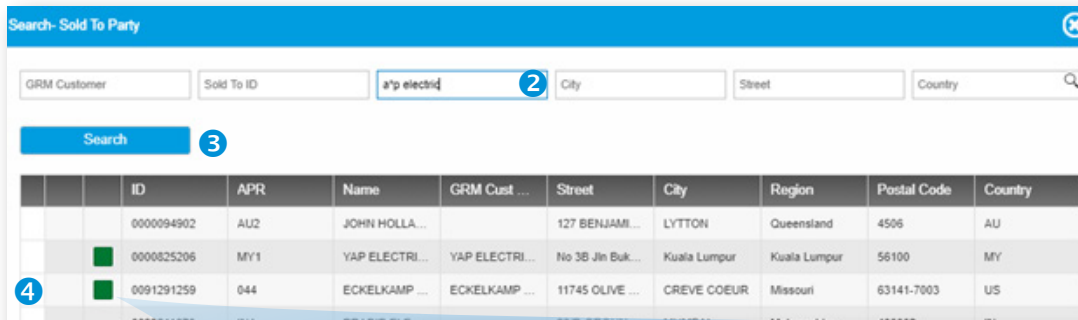 Search- Sold To Party
GRM Customer Sold To ID a*p electric 2 City Street Country
Search 3
ID APR Name GRM Cust ... Street City Region Postal Code Country
0000094902 AU2 JOHN HOLLA... 127 BENJAMI... LYTTON Queensland 4506 AU
0000825206 MY1 YAP ELECTRI... YAP ELECTRI... No 3B Jln Buk... Kuala Lumpur Kuala Lumpur 56100 MY
4 0091291259 044 ECKELKAMP ... ECKELKAMP ... 11745 OLIVE ... CREVE COEUR Missouri 63141-7003 US